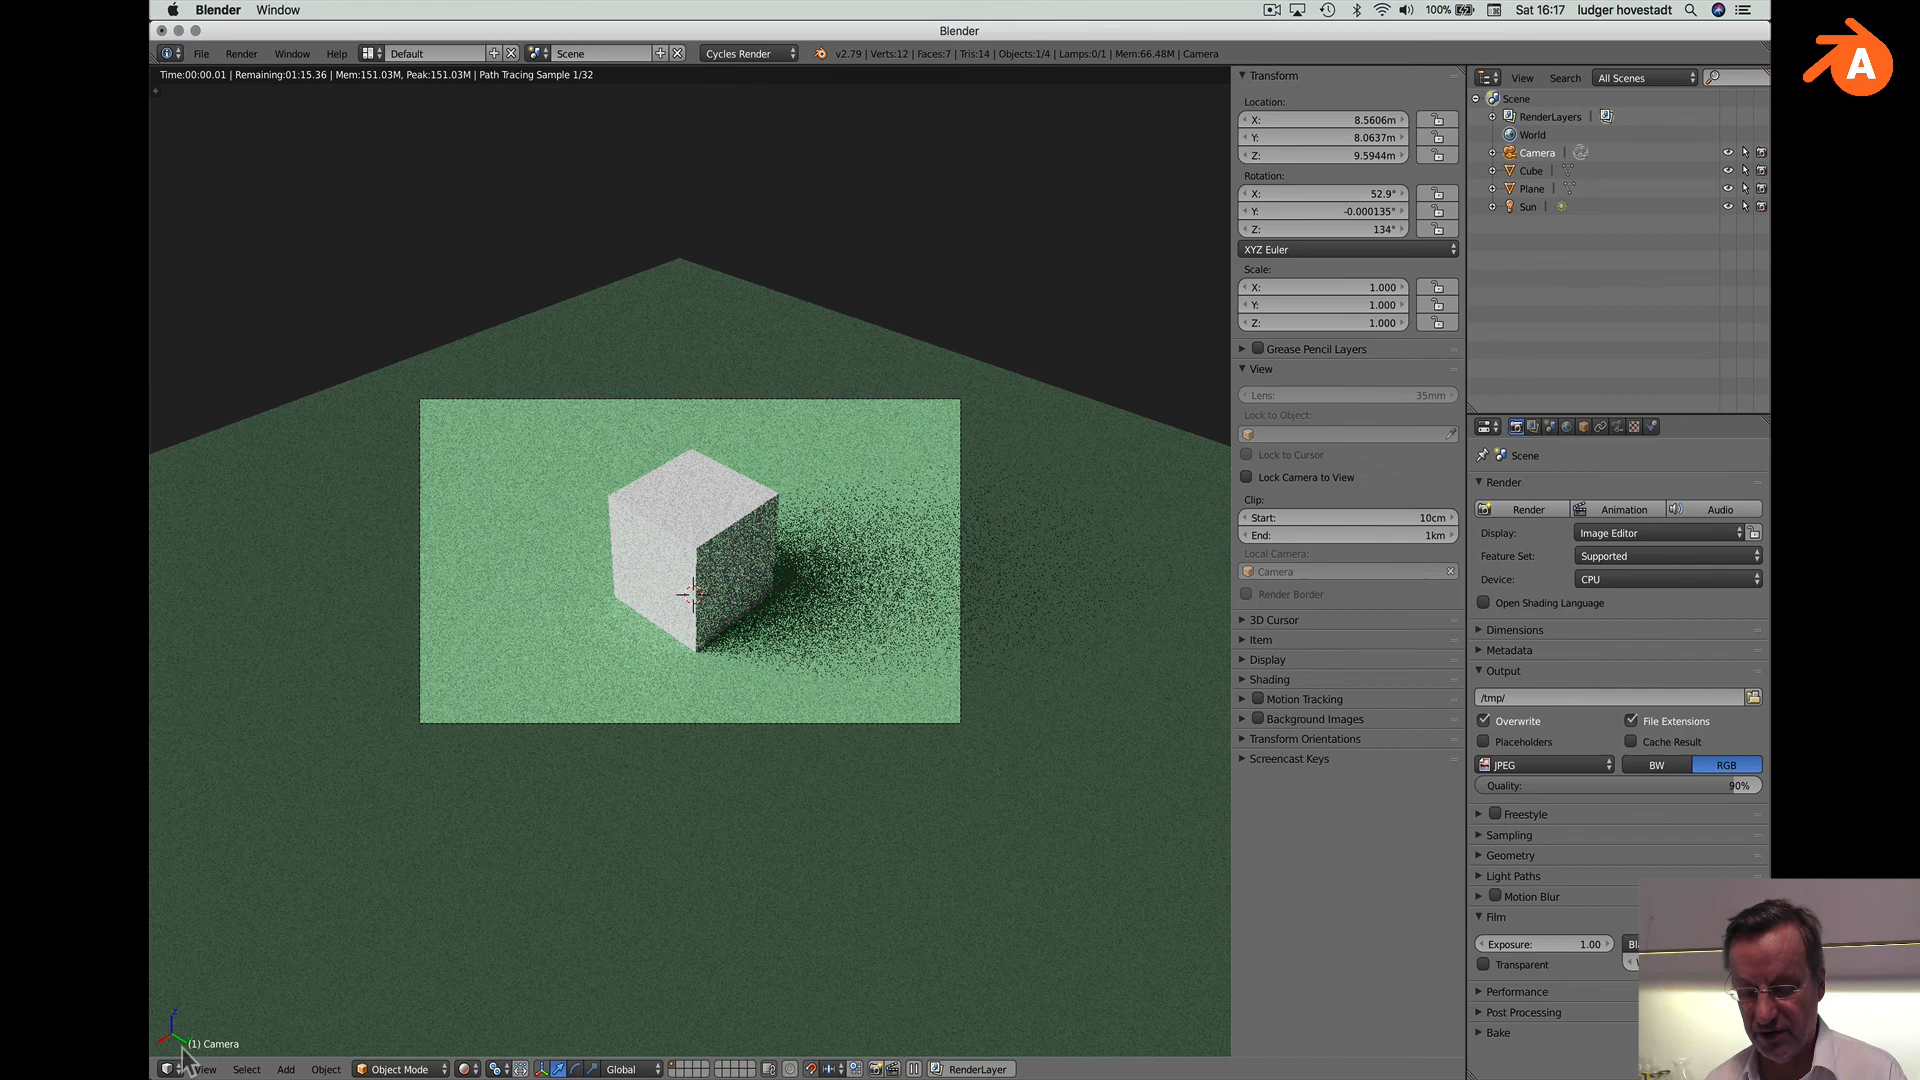 Blender Window
100% Sat 16:17 ludger hovestadt
Blender
File Render Window Help Default Scene Cycles Render v2.79 | Verts:12 | Faces:7 | Tris:14 | Objects:1/4 | Lamps:0/1 | Mem:66.48M | Camera
Time:00:00.01 | Remaining:01:15.36 | Mem:151.03M, Peak:151.03M | Path Tracing Sample 1/32
Transform
Location:
X: 8.5606m
Y: 8.0637m
Z: 9.5944m
Rotation:
X: 52.9°
Y: -0.000135°
Z: 134°
XYZ Euler
Scale:
X: 1.000
Y: 1.000
Z: 1.000
Grease Pencil Layers
View
Lens: 35mm
Lock to Object:
Lock to Cursor
Lock Camera to View
Clip:
Start: 10cm
End: 1km
Local Camera:
Camera
Render Border
3D Cursor
Item
Display
Shading
Motion Tracking
Background Images
Transform Orientations
Screencast Keys
View Search All Scenes
Scene
RenderLayers
World
Camera
Cube
Plane
Sun
Scene
Render
Render Animation Audio
Display: Image Editor
Feature Set: Supported
Device: CPU
Open Shading Language
Dimensions
Metadata
Output
/tmp/
Overwrite File Extensions
Placeholders Cache Result
JPEG BW RGB
Quality: 90%
Freestyle
Sampling
Geometry
Light Paths
Motion Blur
Film
Exposure: 1.00 Bl
Transparent
Performance
Post Processing
Bake
(1) Camera
View Select Add Object Object Mode Global RenderLayer
A